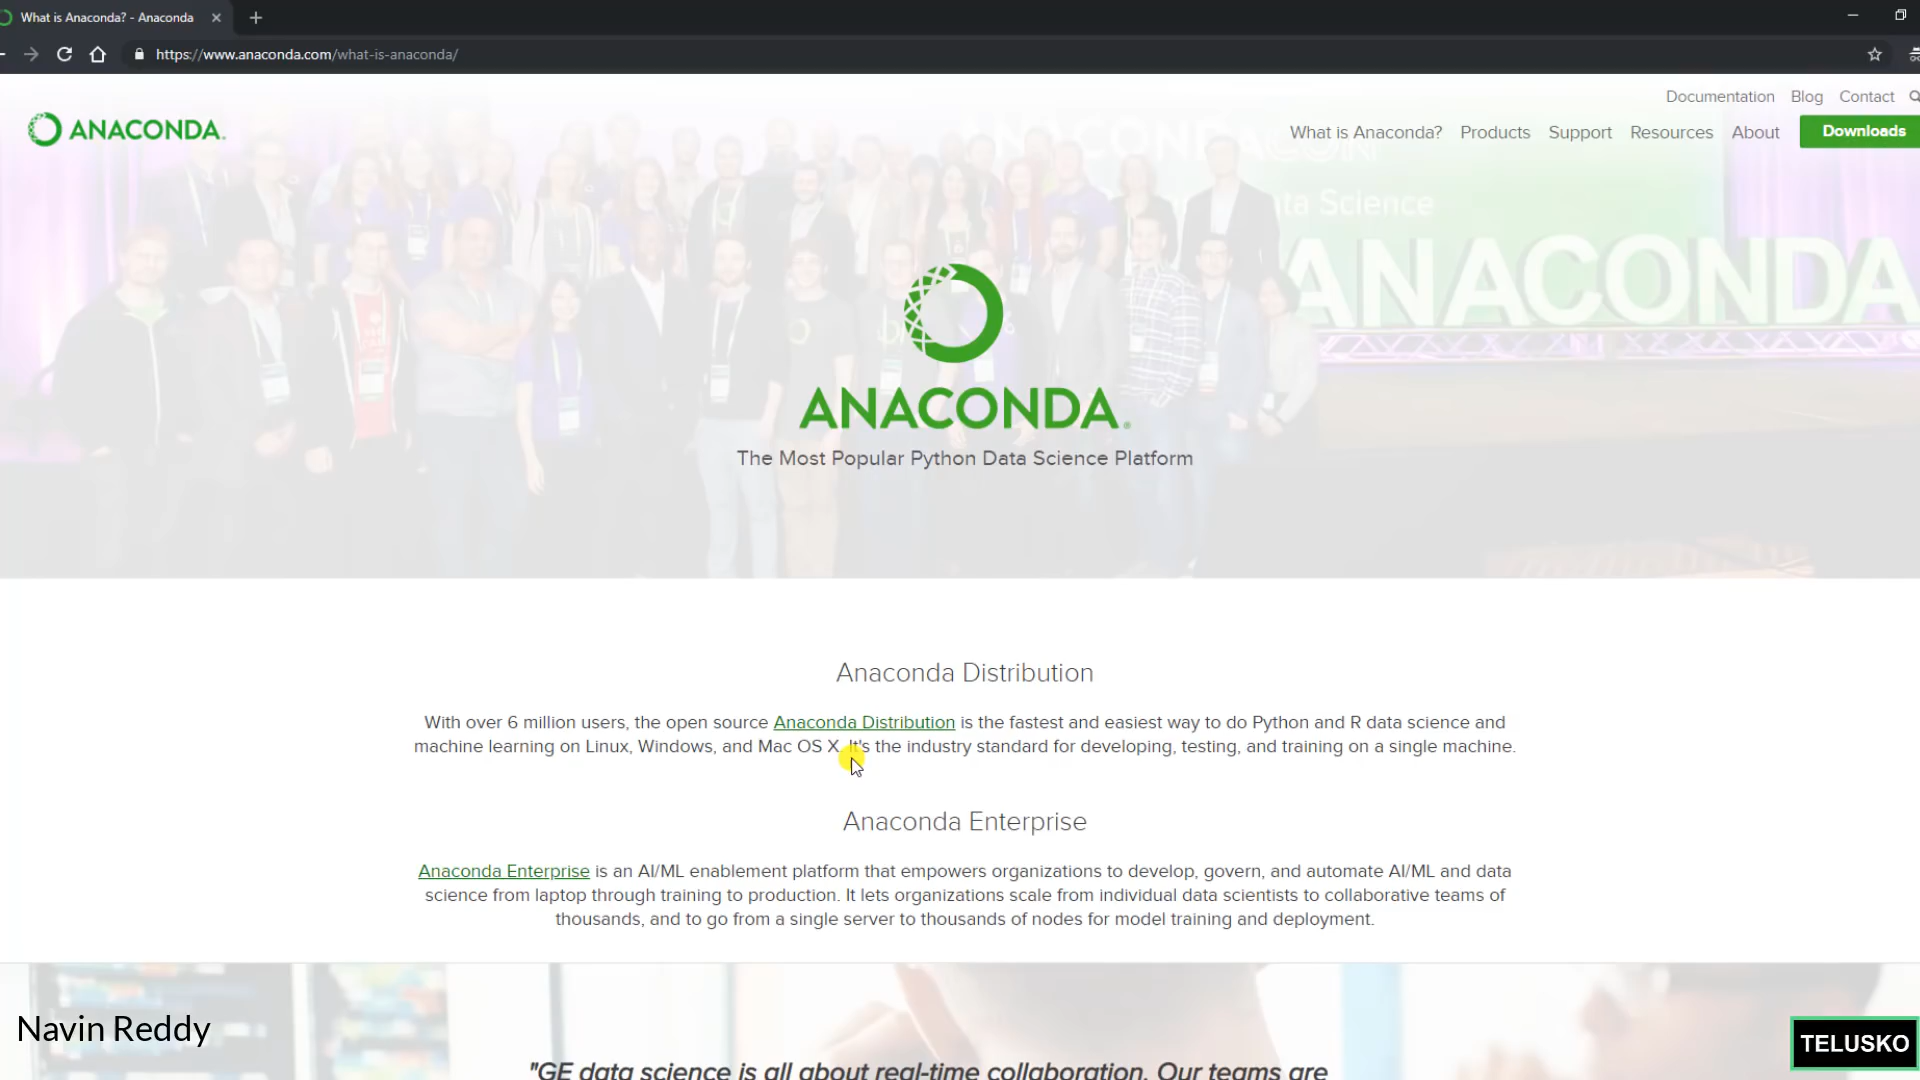 What is Anaconda? - Anaconda
https://www.anaconda.com/what-is-anaconda/
Documentation Blog Contact
ANACONDA.
What is Anaconda? Products Support Resources About Downloads
ANACONDACON
ta Science
ANACONDA
ANACONDA
The Most Popular Python Data Science Platform
Anaconda Distribution
With over 6 million users, the open source Anaconda Distribution is the fastest and easiest way to do Python and R data science and
machine learning on Linux, Windows, and Mac OS X. It's the industry standard for developing, testing, and training on a single machine.
Anaconda Enterprise
Anaconda Enterprise is an AI/ML enablement platform that empowers organizations to develop, govern, and automate AI/ML and data
science from laptop through training to production. It lets organizations scale from individual data scientists to collaborative teams of
thousands, and to go from a single server to thousands of nodes for model training and deployment.
Navin Reddy
"GE data science is all about real-time collaboration. Our teams are
TELUSKO